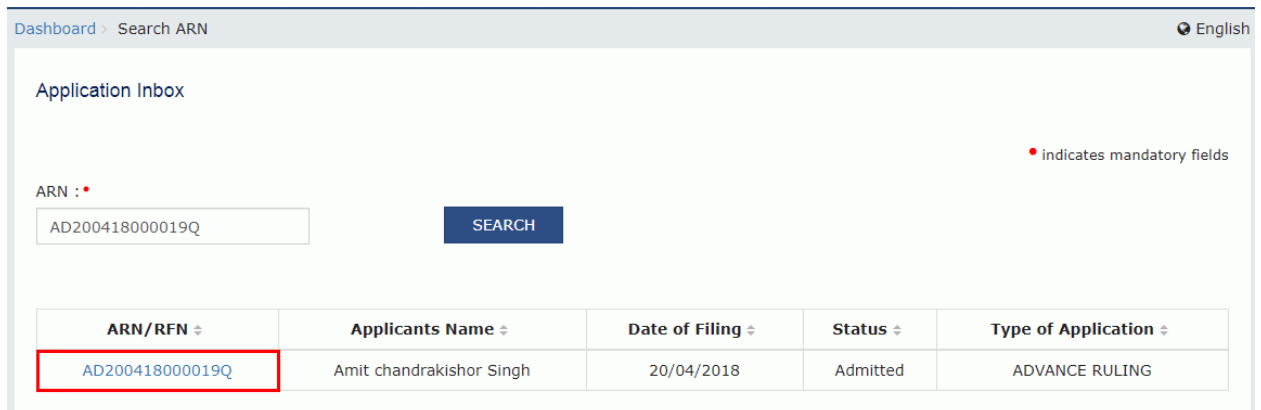 Dashboard > Search ARN English
Application Inbox
• indicates mandatory fields
ARN :•
AD200418000019Q SEARCH
ARN/RFN Applicants Name Date of Filing Status Type of Application
AD200418000019Q Amit chandrakishor Singh 20/04/2018 Admitted ADVANCE RULING